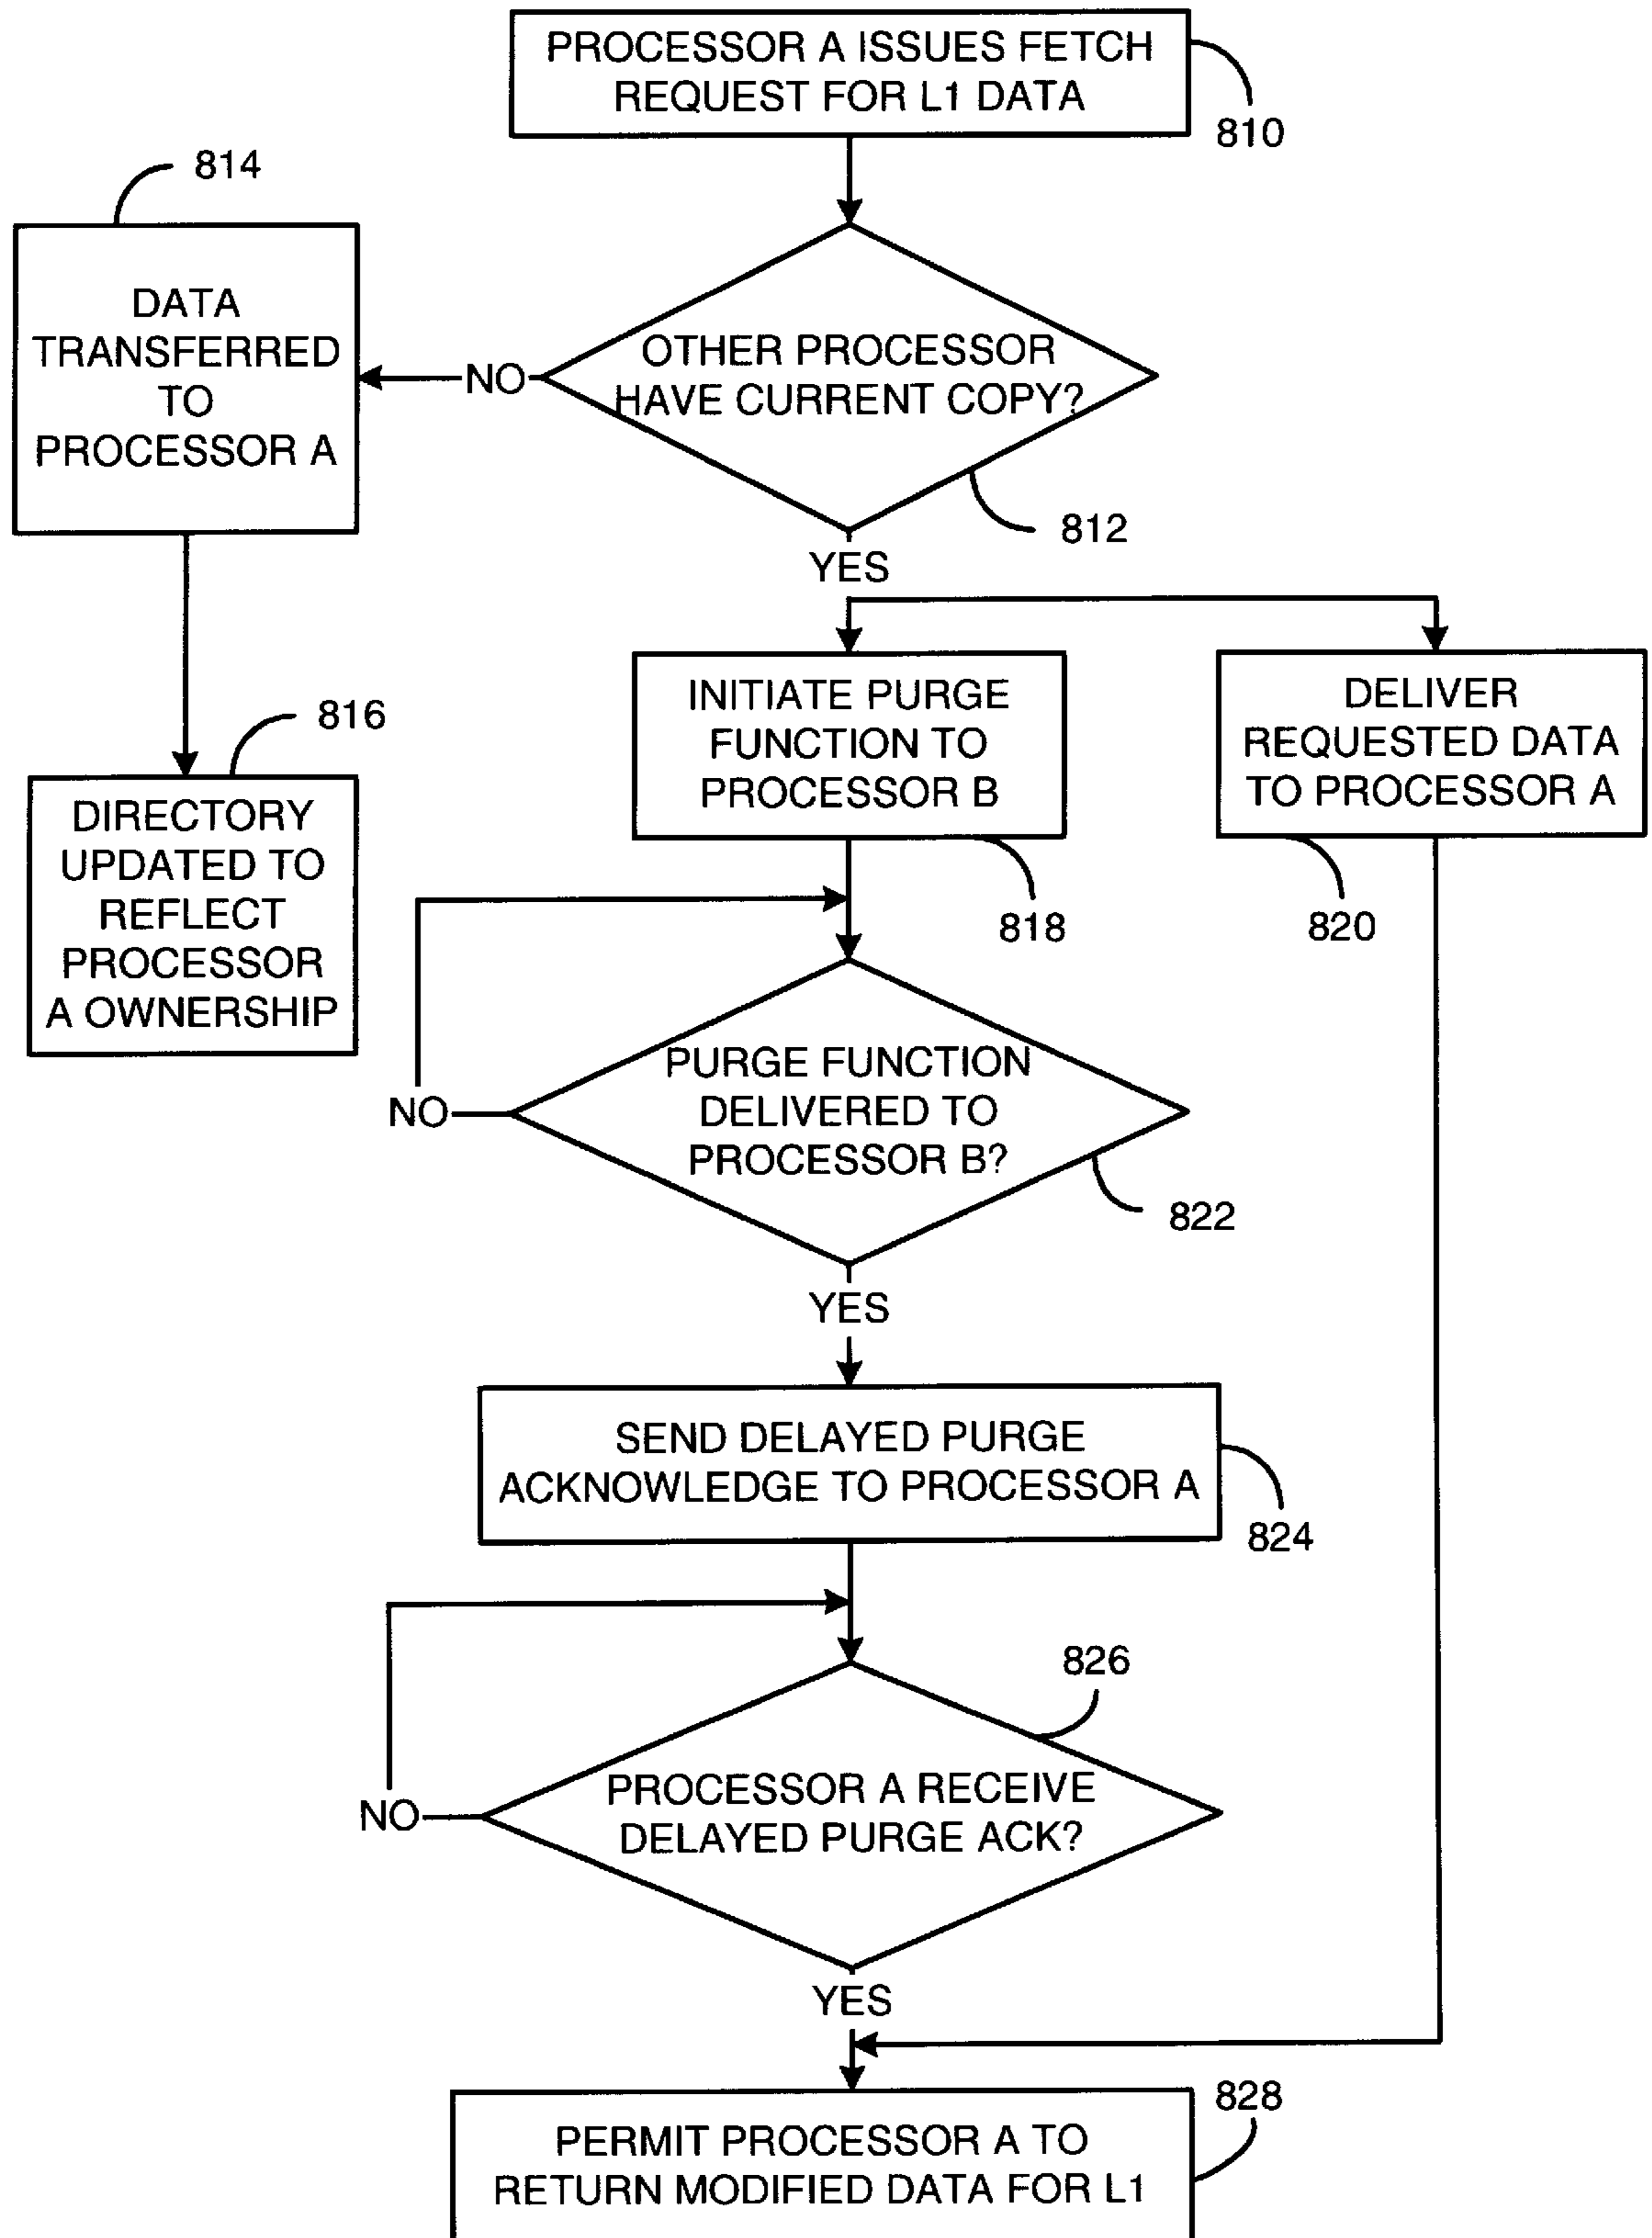 PROCESSOR A ISSUES FETCH
REQUEST FOR L1 DATA
810
814
DATA
TRANSFERRED
TO
PROCESSOR A
NO
OTHER PROCESSOR
HAVE CURRENT COPY?
812
YES
816
DIRECTORY
UPDATED TO
REFLECT
PROCESSOR
A OWNERSHIP
INITIATE PURGE
FUNCTION TO
PROCESSOR B
818
DELIVER
REQUESTED DATA
TO PROCESSOR A
820
PURGE FUNCTION
DELIVERED TO
PROCESSOR B?
NO
822
YES
SEND DELAYED PURGE
ACKNOWLEDGE TO PROCESSOR A
824
826
PROCESSOR A RECEIVE
DELAYED PURGE ACK?
NO
YES
828
PERMIT PROCESSOR A TO
RETURN MODIFIED DATA FOR L1